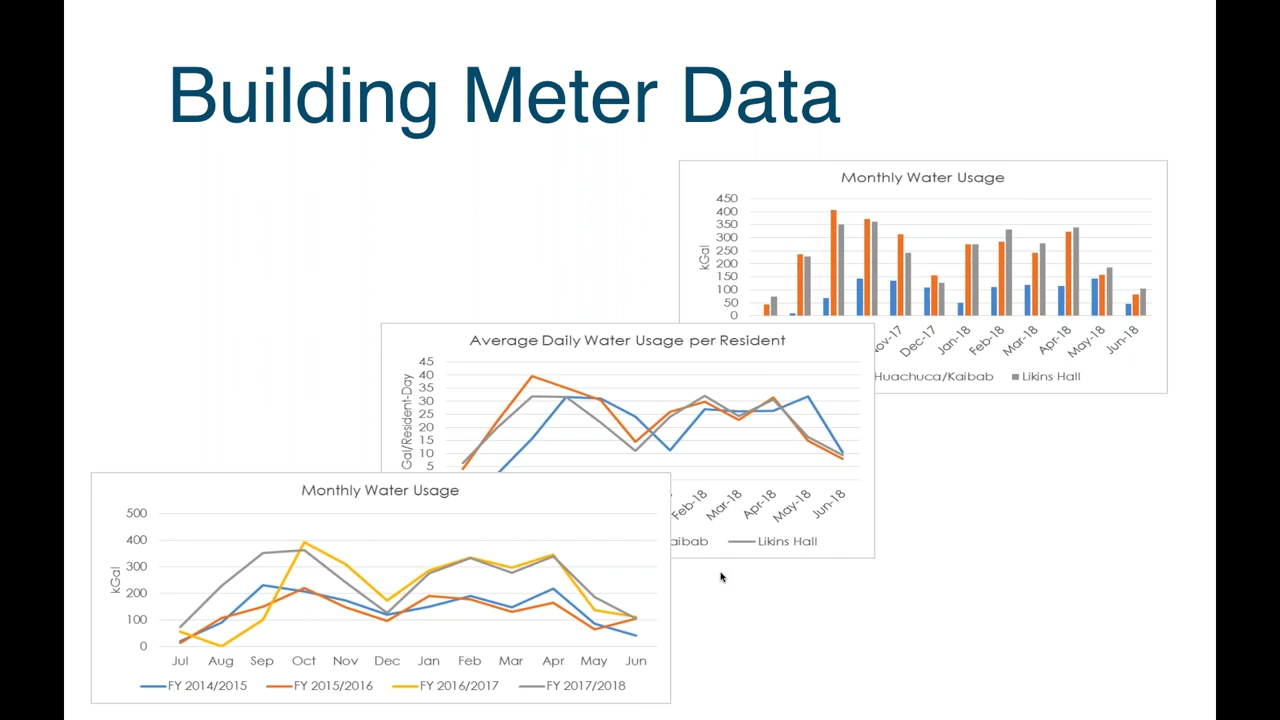 Building Meter Data
Monthly Water Usage
450
400
350
300
250
200
150
100
50
0
kGal
Dec-17
Jan-18
Feb-18
Mar-18
Apr-18
May-18
Jun-18
Huachuca/Kaibab
Likins Hall
Average Daily Water Usage per Resident
45
40
35
30
25
20
15
10
5
Gal/Resident-Day
Feb-18
Mar-18
Apr-18
May-18
Jun-18
aibab
Likins Hall
Monthly Water Usage
500
400
300
200
100
0
kGal
Jul Aug Sep Oct Nov Dec Jan Feb Mar Apr May Jun
FY 2014/2015 FY 2015/2016 FY 2016/2017 FY 2017/2018